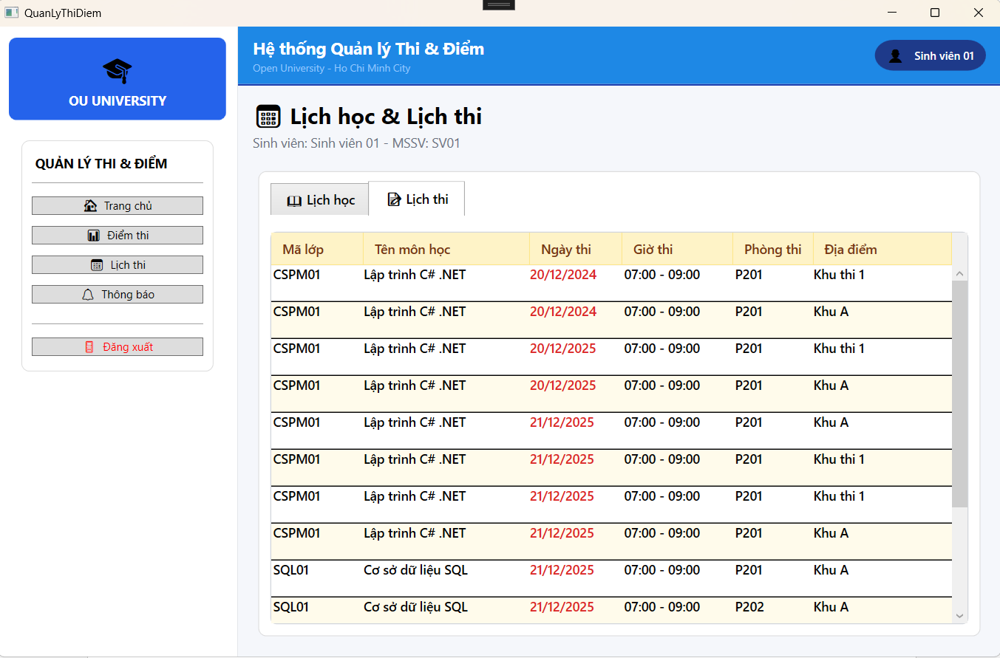 QuanLyThiDiem
OU UNIVERSITY
QUẢN LÝ THI & ĐIỂM
Trang chủ
Điểm thi
Lịch thi
Thông báo
Đăng xuất
Hệ thống Quản lý Thi & Điểm
Open University - Ho Chi Minh City
Sinh viên 01
Lịch học & Lịch thi
Sinh viên: Sinh viên 01 - MSSV: SV01
Lịch học Lịch thi
Mã lớp Tên môn học Ngày thi Giờ thi Phòng thi Địa điểm
CSPM01 Lập trình C# .NET 20/12/2024 07:00 - 09:00 P201 Khu thi 1
CSPM01 Lập trình C# .NET 20/12/2024 07:00 - 09:00 P201 Khu A
CSPM01 Lập trình C# .NET 20/12/2025 07:00 - 09:00 P201 Khu thi 1
CSPM01 Lập trình C# .NET 20/12/2025 07:00 - 09:00 P201 Khu A
CSPM01 Lập trình C# .NET 21/12/2025 07:00 - 09:00 P201 Khu A
CSPM01 Lập trình C# .NET 21/12/2025 07:00 - 09:00 P201 Khu thi 1
CSPM01 Lập trình C# .NET 21/12/2025 07:00 - 09:00 P201 Khu thi 1
CSPM01 Lập trình C# .NET 21/12/2025 07:00 - 09:00 P201 Khu A
SQL01 Cơ sở dữ liệu SQL 21/12/2025 07:00 - 09:00 P201 Khu A
SQL01 Cơ sở dữ liệu SQL 21/12/2025 07:00 - 09:00 P202 Khu A